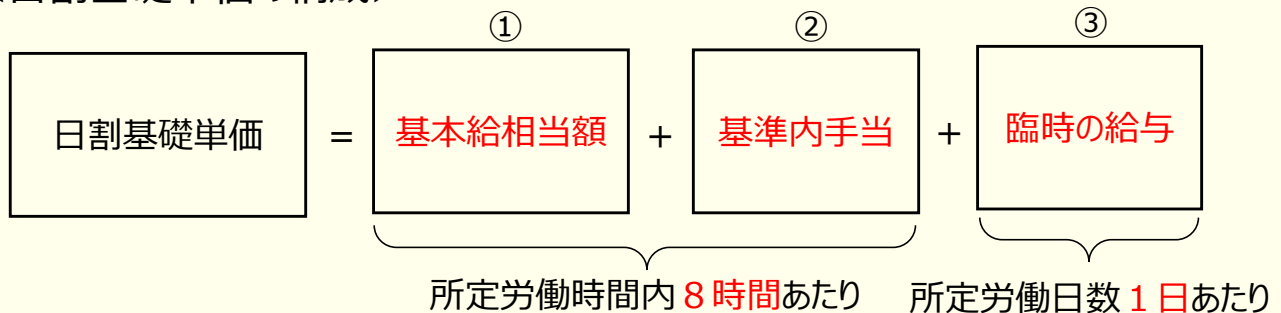 ① ② ③
日割基礎単価 = 基本給相当額 + 基準内手当 + 臨時の給与
所定労働時間内8時間あたり 所定労働日数1日あたり